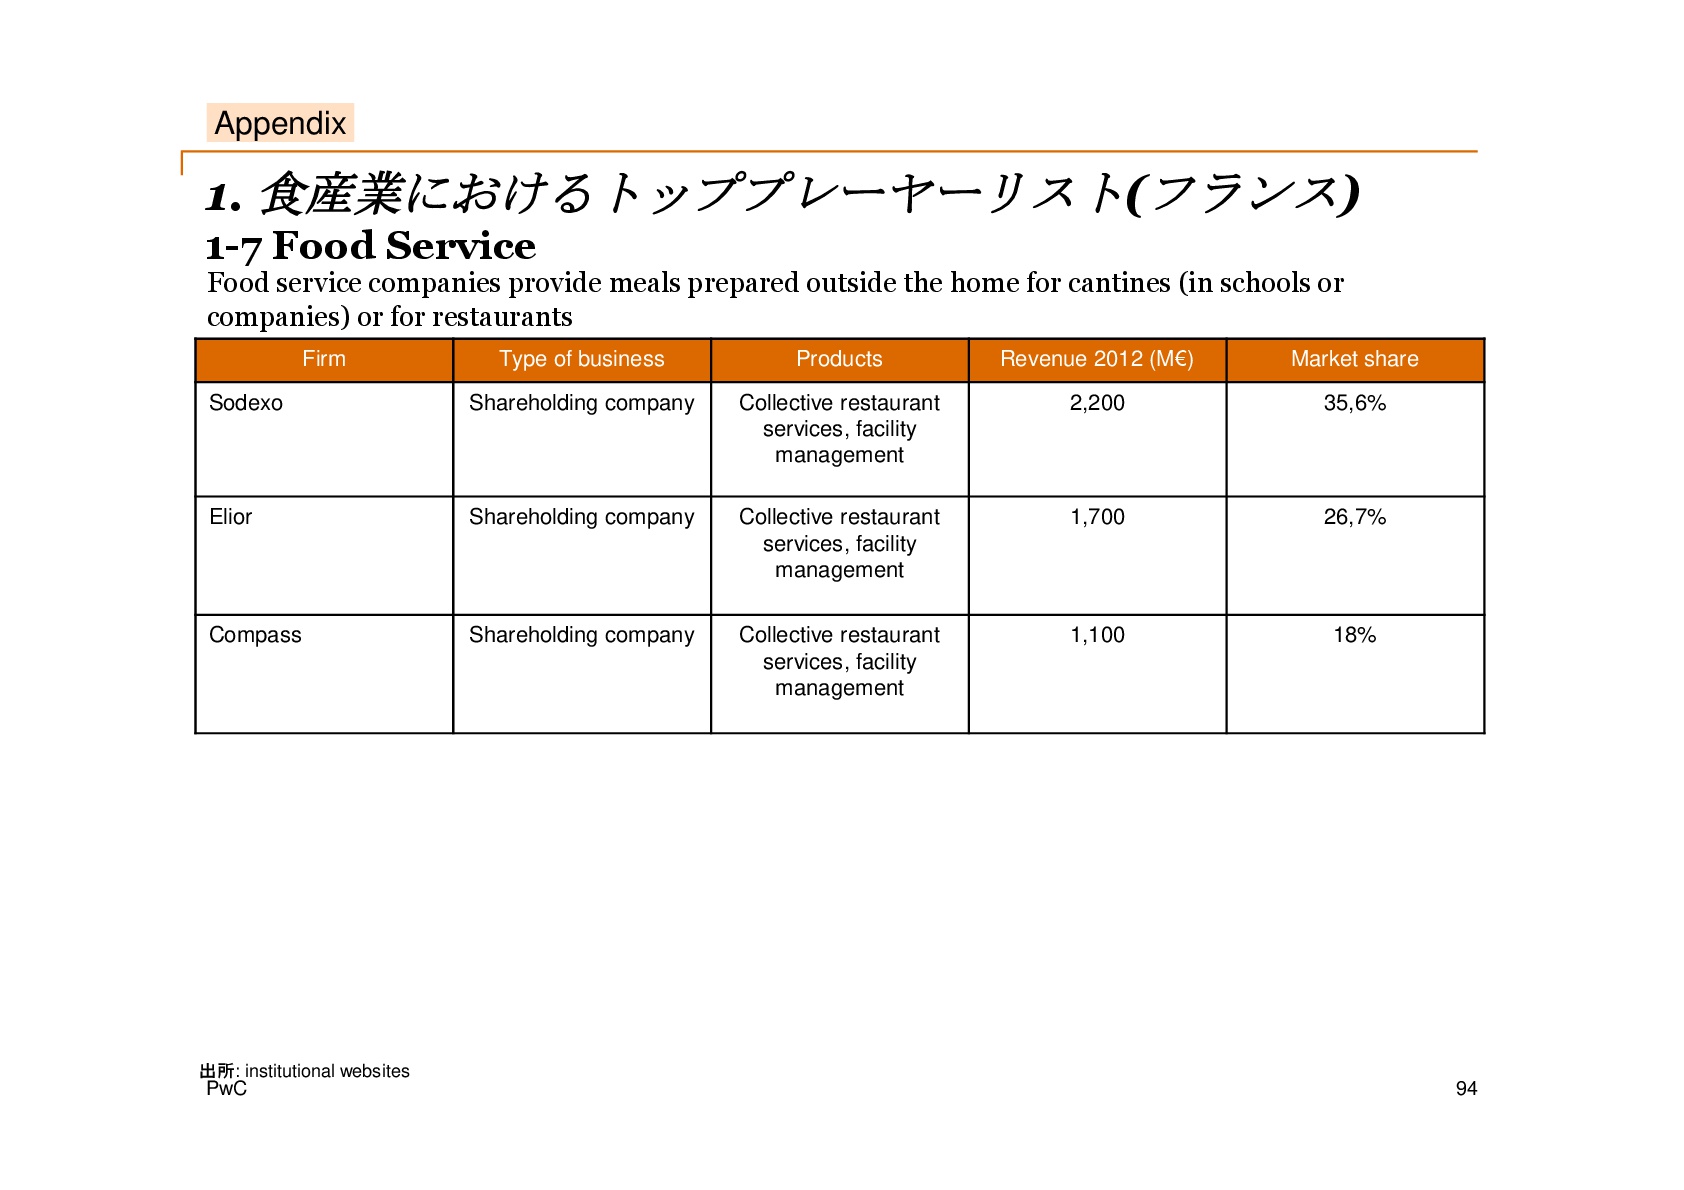 Appendix
1. 食産業におけるトッププレーヤーリスト(フランス)
1-7 Food Service
Food service companies provide meals prepared outside the home for cantines (in schools or
companies) or for restaurants
Firm Type of business Products Revenue 2012 (M€) Market share
Sodexo Shareholding company Collective restaurant 2,200 35,6%
services, facility
management
Elior Shareholding company Collective restaurant 1,700 26,7%
services, facility
management
Compass Shareholding company Collective restaurant 1,100 18%
services, facility
management
出所: institutional websites
PwC 94